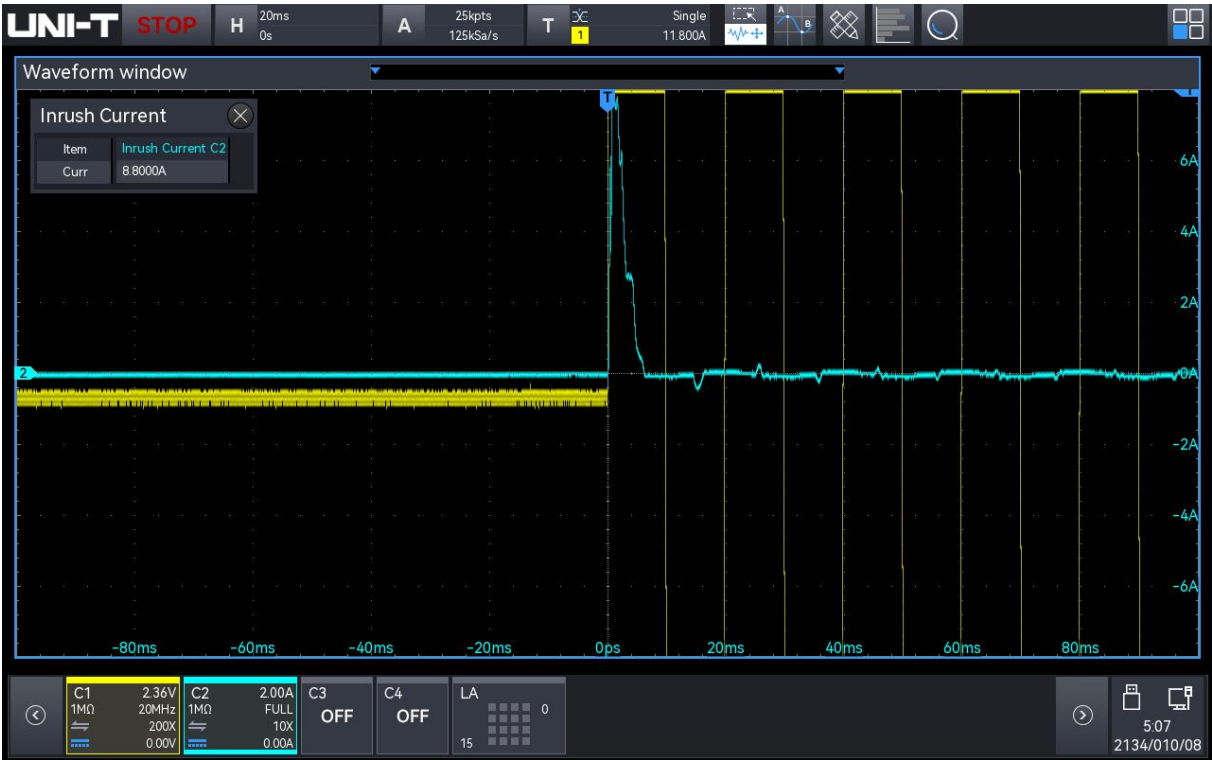 UNI-T STOP H 20ms 0s A 25kpts 125kSa/s T 1 Single 11.800A A B
Waveform window
T
Inrush Current
Item Inrush Current C2
Curr 8.8000A
6A
4A
2A
2 0A
-2A
-4A
-6A
-80ms -60ms -40ms -20ms 0ps 20ms 40ms 60ms 80ms
C1 2.36V C2 2.00A C3 C4 LA
1MΩ 20MHz 1MΩ FULL OFF OFF 0
200X 10X
0.00V 0.00A 15
5:07
2134/010/08